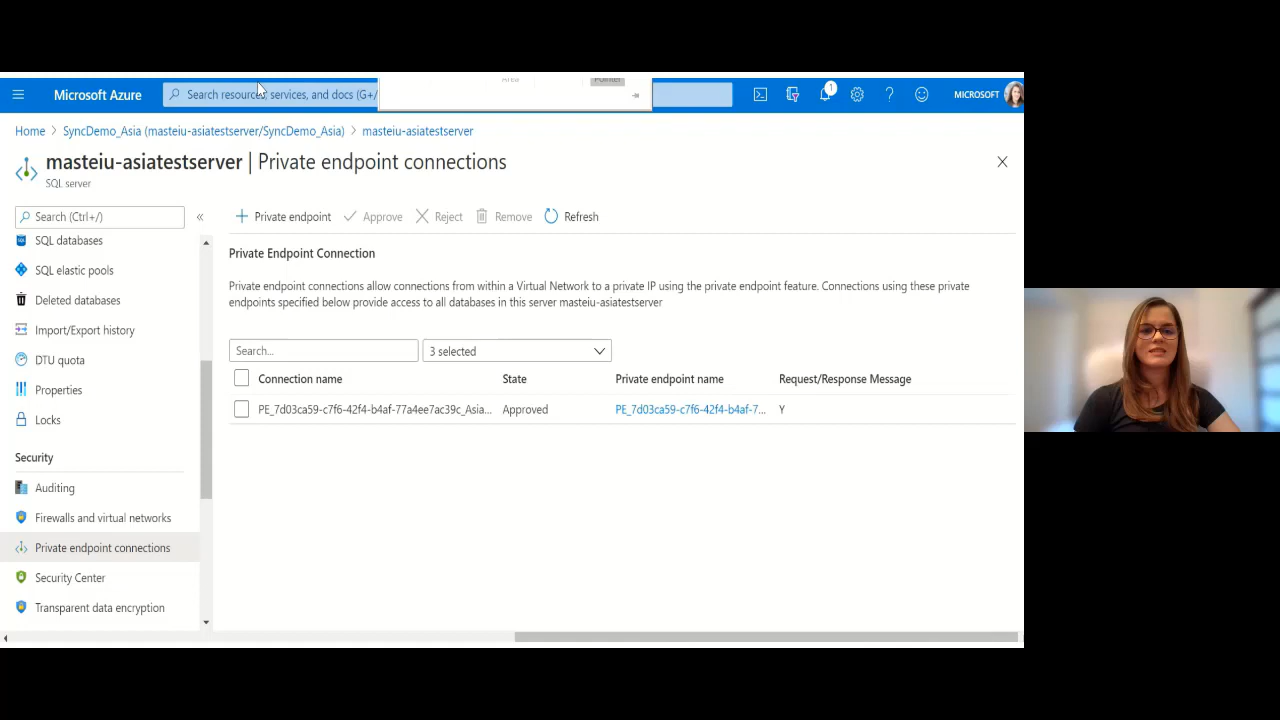 Area
Pointer
Microsoft Azure
Search resources, services, and docs (G+/
1
MICROSOFT
Home > SyncDemo_Asia (masteiu-asiatestserver/SyncDemo_Asia) > masteiu-asiatestserver
masteiu-asiatestserver | Private endpoint connections
SQL server
Search (Ctrl+/)
«
SQL databases
SQL elastic pools
Deleted databases
Import/Export history
DTU quota
Properties
Locks
Security
Auditing
Firewalls and virtual networks
Private endpoint connections
Security Center
Transparent data encryption
Private endpoint Approve Reject Remove Refresh
Private Endpoint Connection
Private endpoint connections allow connections from within a Virtual Network to a private IP using the private endpoint feature. Connections using these private
endpoints specified below provide access to all databases in this server masteiu-asiatestserver
Search...
3 selected
Connection name State Private endpoint name Request/Response Message
PE_7d03ca59-c7f6-42f4-b4af-77a4ee7ac39c_Asia... Approved PE_7d03ca59-c7f6-42f4-b4af-7... Y